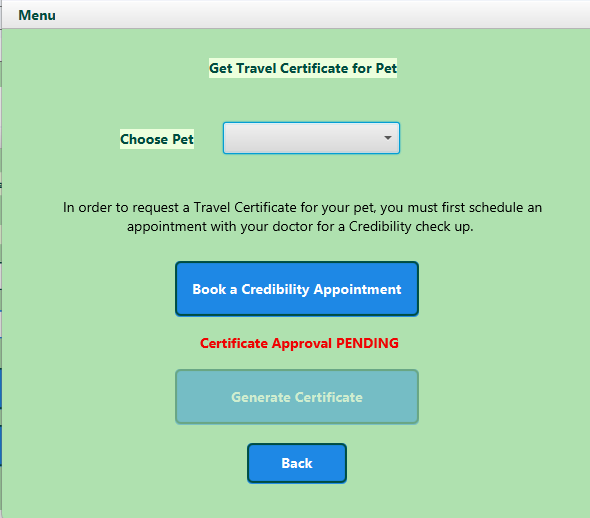 Menu
Get Travel Certificate for Pet
Choose Pet
In order to request a Travel Certificate for your pet, you must first schedule an
appointment with your doctor for a Credibility check up.
Book a Credibility Appointment
Certificate Approval PENDING
Generate Certificate
Back